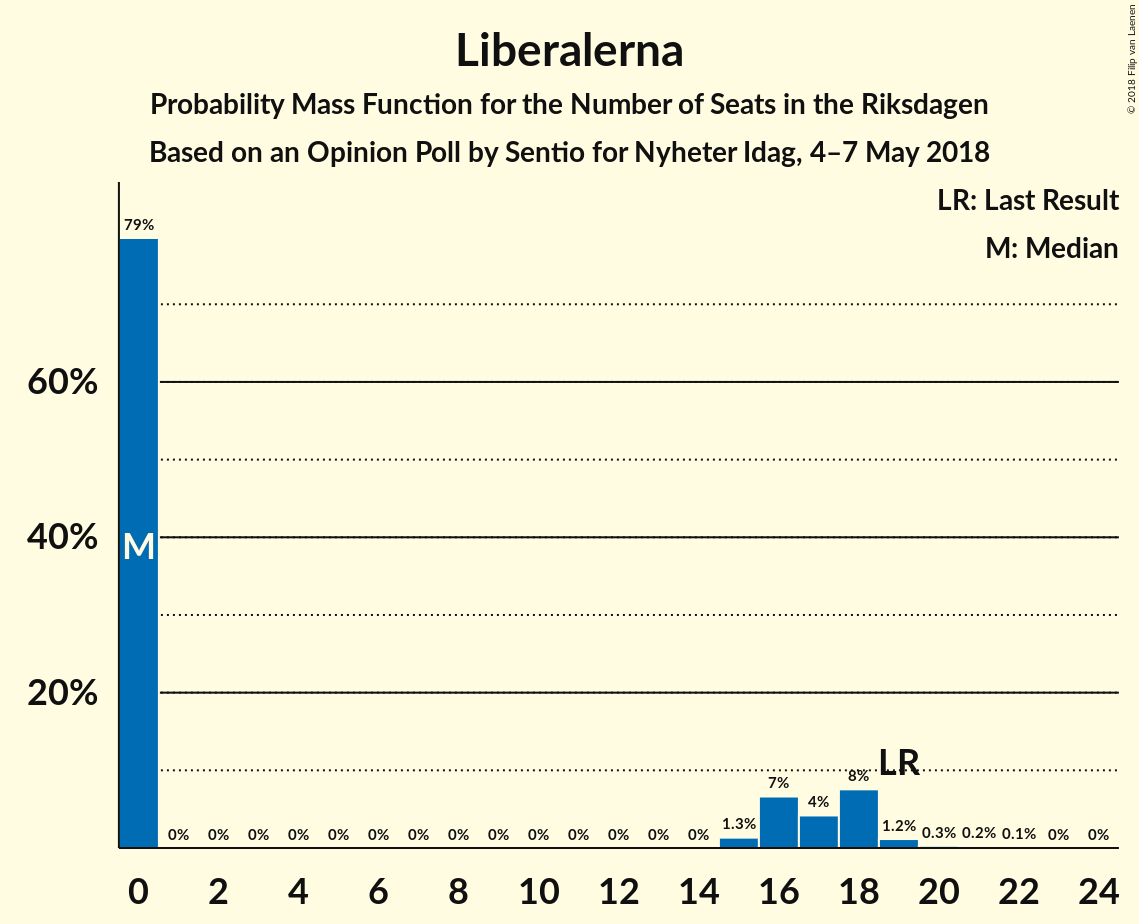 Liberalerna
Probability Mass Function for the Number of Seats in the Riksdagen
Based on an Opinion Poll by Sentio for Nyheter Idag, 4–7 May 2018
© 2018 Filip van Laenen
LR: Last Result
M: Median
79%
60%
40%
M
20%
LR
0% 0% 0% 0% 0% 0% 0% 0% 0% 0% 0% 0% 0% 0% 1.3% 7% 4% 8% 1.2% 0.3% 0.2% 0.1% 0% 0%
0 2 4 6 8 10 12 14 16 18 20 22 24